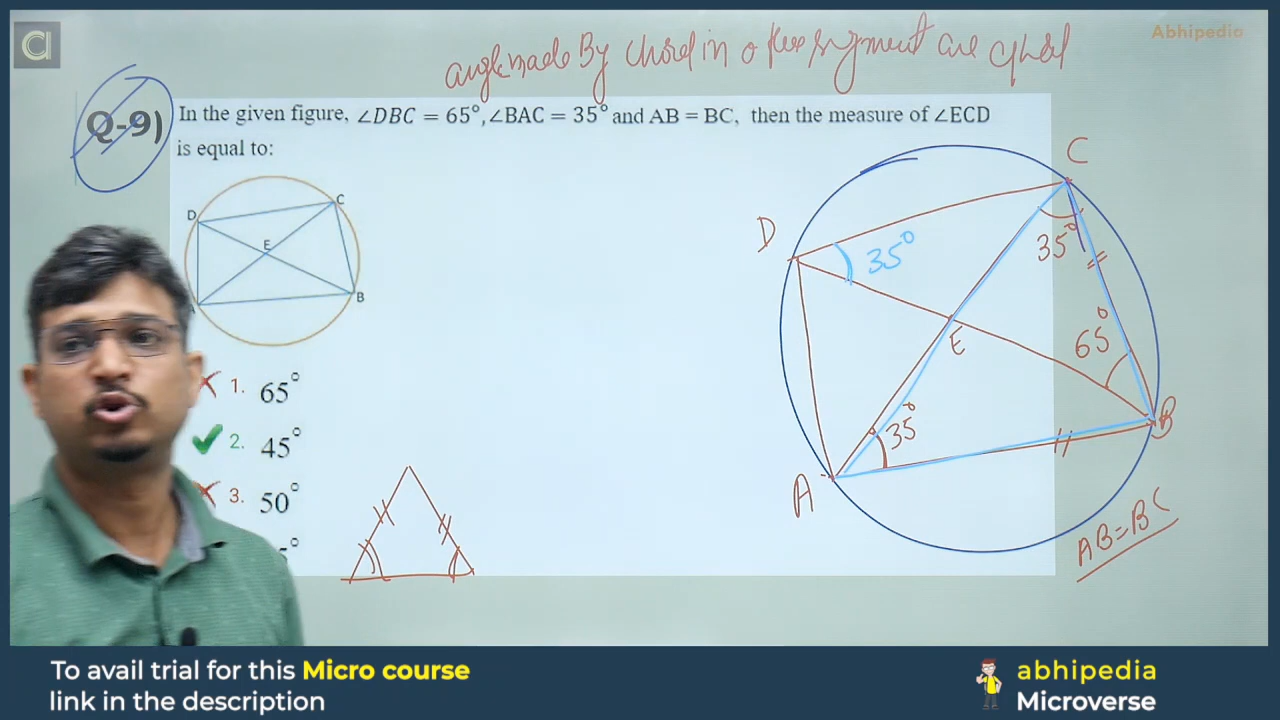 Abhipedia
angle made By chord in same segment are equal
Q-9) In the given figure, ∠DBC = 65°, ∠BAC = 35° and AB = BC, then the measure of ∠ECD
is equal to:
D
C
E
B
1. 65°
2. 45°
3. 50°
C
D
35°
35°
65°
E
35°
B
A
AB=BC
To avail trial for this Micro course
link in the description
abhipedia
Microverse